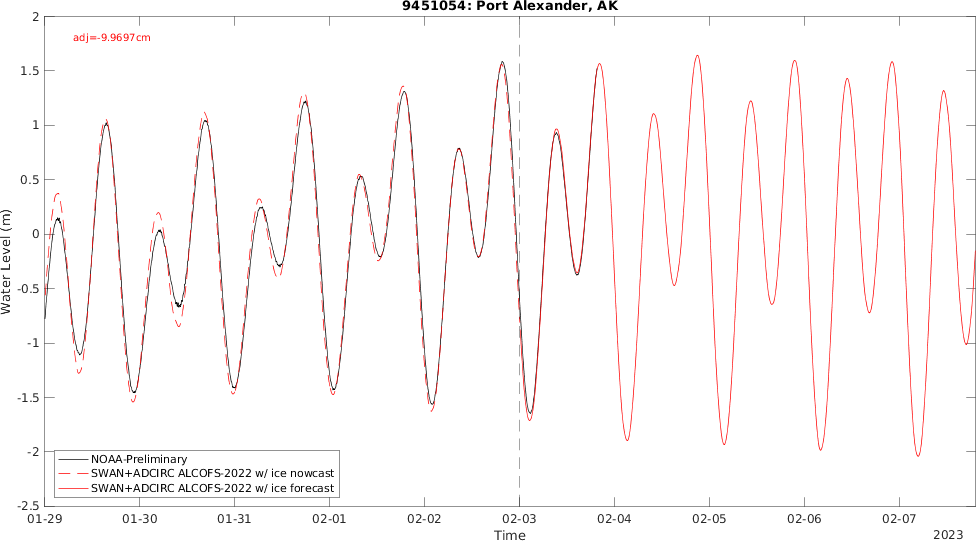 9451054: Port Alexander, AK
adj=-9.9697cm
2
1.5
1
0.5
0
-0.5
-1
-1.5
-2
-2.5
Water Level (m)
NOAA-Preliminary
SWAN+ADCIRC ALCOFS-2022 w/ ice nowcast
SWAN+ADCIRC ALCOFS-2022 w/ ice forecast
01-29 01-30 01-31 02-01 02-02 02-03 02-04 02-05 02-06 02-07
Time
2023